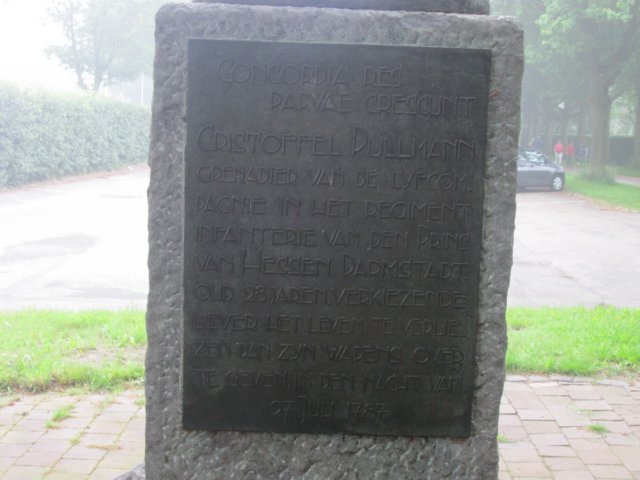 CONCORDIA RES
PARVAE CRESCUNT
CRISTOFFEL PULLMANN
GRENADIER VAN DE LYFCOM-
PAGNIE IN HET REGIMENT
INFANTERIE VAN DEN PRINS
VAN HESSEN DARMSTADT.
OUD 28 JAREN, VERKIEZENDE
LIEVER HET LEVEN TE VERLIE-
ZEN DAN ZYN WAPENS OVER
TE GEVEN IN DEN NACHT VAN
27 JULI 1787